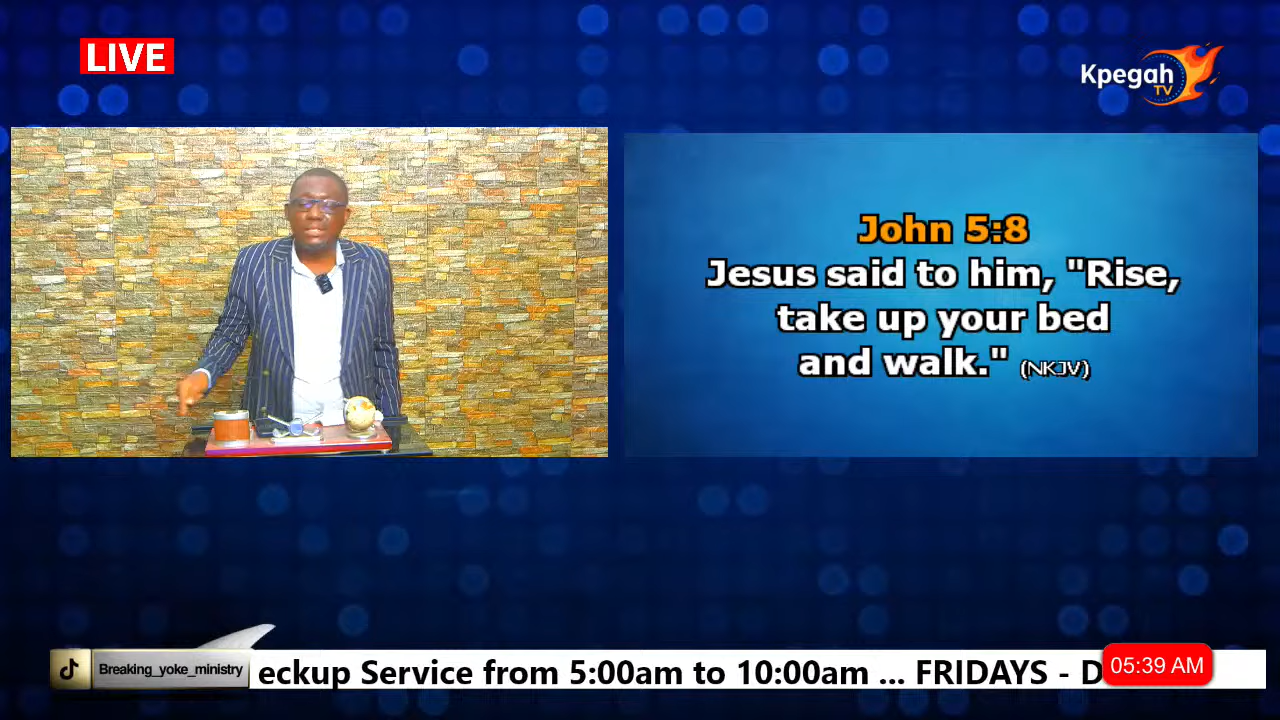 LIVE
Kpegah
TV
John 5:8
Jesus said to him, "Rise,
take up your bed
and walk." (NKJV)
Breaking_yoke_ministry
eckup Service from 5:00am to 10:00am ... FRIDAYS - D
05:39 AM